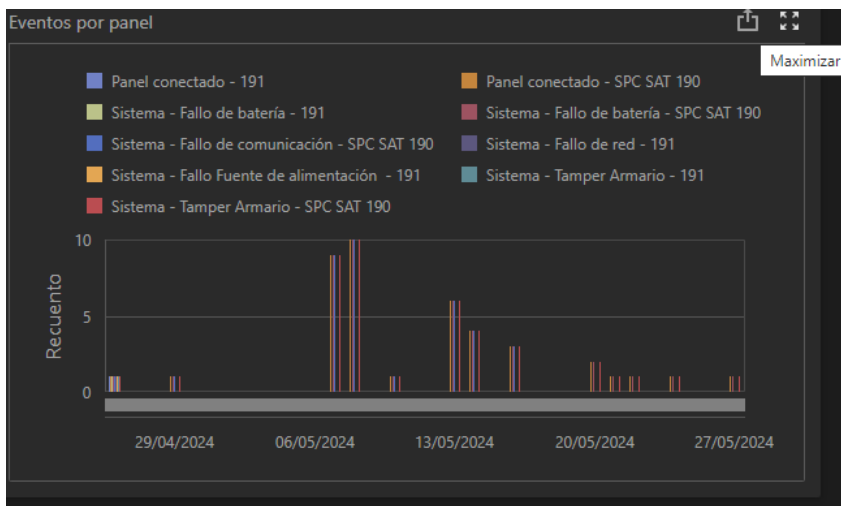 Eventos por panel
Maximizar
Panel conectado - 191
Panel conectado - SPC SAT 190
Sistema - Fallo de batería - 191
Sistema - Fallo de batería - SPC SAT 190
Sistema - Fallo de comunicación - SPC SAT 190
Sistema - Fallo de red - 191
Sistema - Fallo Fuente de alimentación - 191
Sistema - Tamper Armario - 191
Sistema - Tamper Armario - SPC SAT 190
Recuento
10
5
0
29/04/2024 06/05/2024 13/05/2024 20/05/2024 27/05/2024